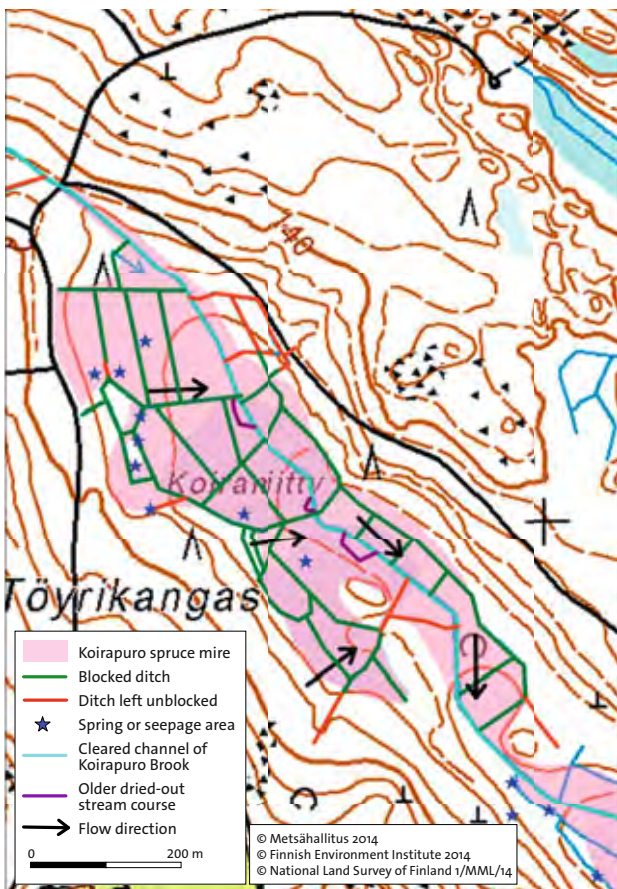 140
Koiraniitty
Töyrikangas
Koirapuro spruce mire
Blocked ditch
Ditch left unblocked
Spring or seepage area
Cleared channel of
Koirapuro Brook
Older dried-out
stream course
Flow direction
0 200 m
© Metsähallitus 2014
© Finnish Environment Institute 2014
© National Land Survey of Finland 1/MML/14